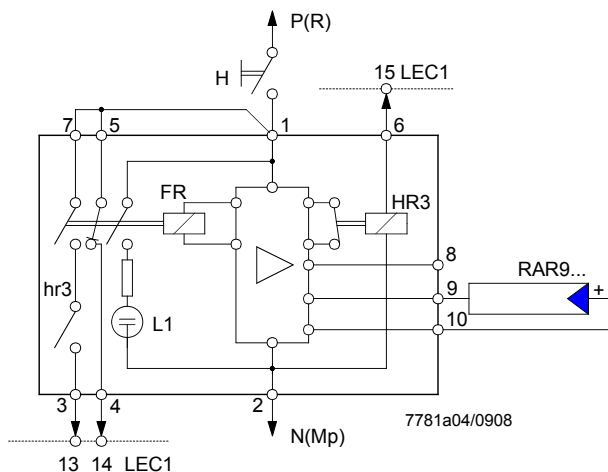 P(R)
H
15 LEC1
7 5 1 6
FR
HR3
8
RAR9...
9 +
hr3
10
L1
3 4 2
7781a04/0908
N(Mp)
13 14 LEC1